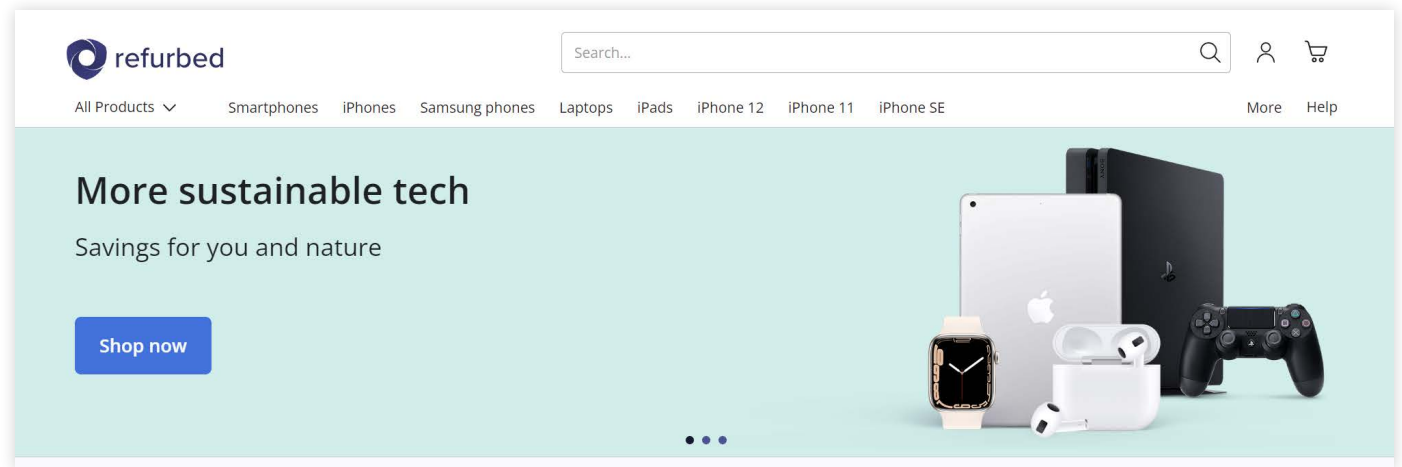 refurbed
Search...
All Products Smartphones iPhones Samsung phones Laptops iPads iPhone 12 iPhone 11 iPhone SE More Help
More sustainable tech
Savings for you and nature
Shop now
SONY